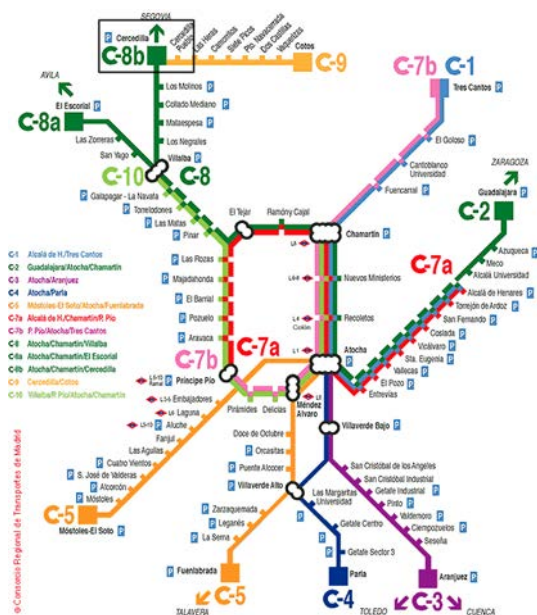 SEGOVIA
Cercedilla
C-8b
Cercedilla
Pueblo
Las Heras
Camorritos
Siete Picos
Pto. Navacerrada
Dos Castillas
Vaquerizas
Cotos
C-9
C-7b
C-1
Tres Cantos
AVILA
El Escorial
C-8a
Los Molinos
Collado Mediano
Mataespesa
Los Negrales
Las Zorreras
San Yago
Villalba
C-10
C-8
Galapagar - La Navata
Torrelodones
Las Matas
Pinar
El Goloso
Cantoblanco
Universidad
Fuencarral
ZARAGOZA
Guadalajara
C-2
El Tejar
Ramón y Cajal
Chamartín
Las Rozas
Majadahonda
El Barrial
Pozuelo
Aravaca
Nuevos Ministerios
Recoletos
Colón
Atocha
Azuqueca
Meco
Alcalá Universidad
C-7a
Alcalá de Henares
Torrejón de Ardoz
San Fernando
Coslada
Vicálvaro
Sta. Eugenia
Vallecas
El Pozo
Entrevías
C-7b
C-7a
Príncipe Pío
Pirámides
Delicias
Méndez
Alvaro
C-1 Alcalá de H./Tres Cantos
C-2 Guadalajara/Atocha/Chamartín
C-3 Atocha/Aranjuez
C-4 Atocha/Parla
C-5 Móstoles-El Soto/Atocha/Fuenlabrada
C-7a Alcalá de H./Chamartín/P. Pío
C-7b P. Pío/Atocha/Tres Cantos
C-8 Atocha/Chamartín/Villalba
C-8a Atocha/Chamartín/El Escorial
C-8b Atocha/Chamartín/Cercedilla
C-9 Cercedilla/Cotos
C-10 Villalba/P. Pío/Atocha/Chamartín
Embajadores
Laguna
Aluche
Fanjul
Las Aguilas
Cuatro Vientos
S. José de Valderas
Alcorcón
Móstoles
C-5
Móstoles-El Soto
Doce de Octubre
Orcasitas
Puente Alcocer
Villaverde Alto
Villaverde Bajo
Zarzaquemada
Leganés
La Serna
Fuenlabrada
C-5
TALAVERA
Las Margaritas
Universidad
Getafe Centro
Getafe Sector 3
Parla
C-4
San Cristóbal de los Angeles
San Cristóbal Industrial
Getafe Industrial
Pinto
Valdemoro
Ciempozuelos
Seseña
Aranjuez
C-3
TOLEDO
CUENCA
© Consorcio Regional de Transportes de Madrid